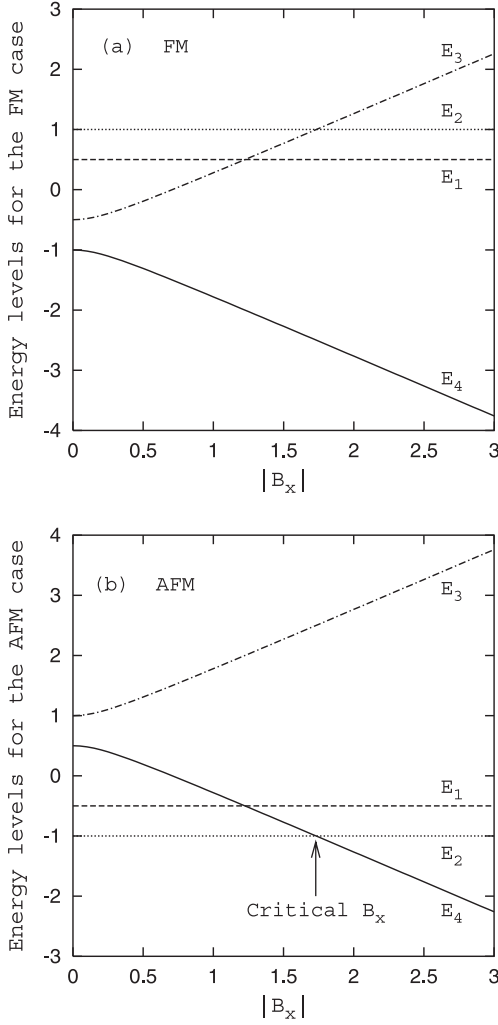 Energy levels for the FM case
(a) FM
3
2
1
0
-1
-2
-3
-4
E3
E2
E1
E4
0 0.5 1 1.5 2 2.5 3
|Bx|
Energy levels for the AFM case
(b) AFM
4
3
2
1
0
-1
-2
-3
E3
E1
E2
Critical Bx
E4
0 0.5 1 1.5 2 2.5 3
|Bx|